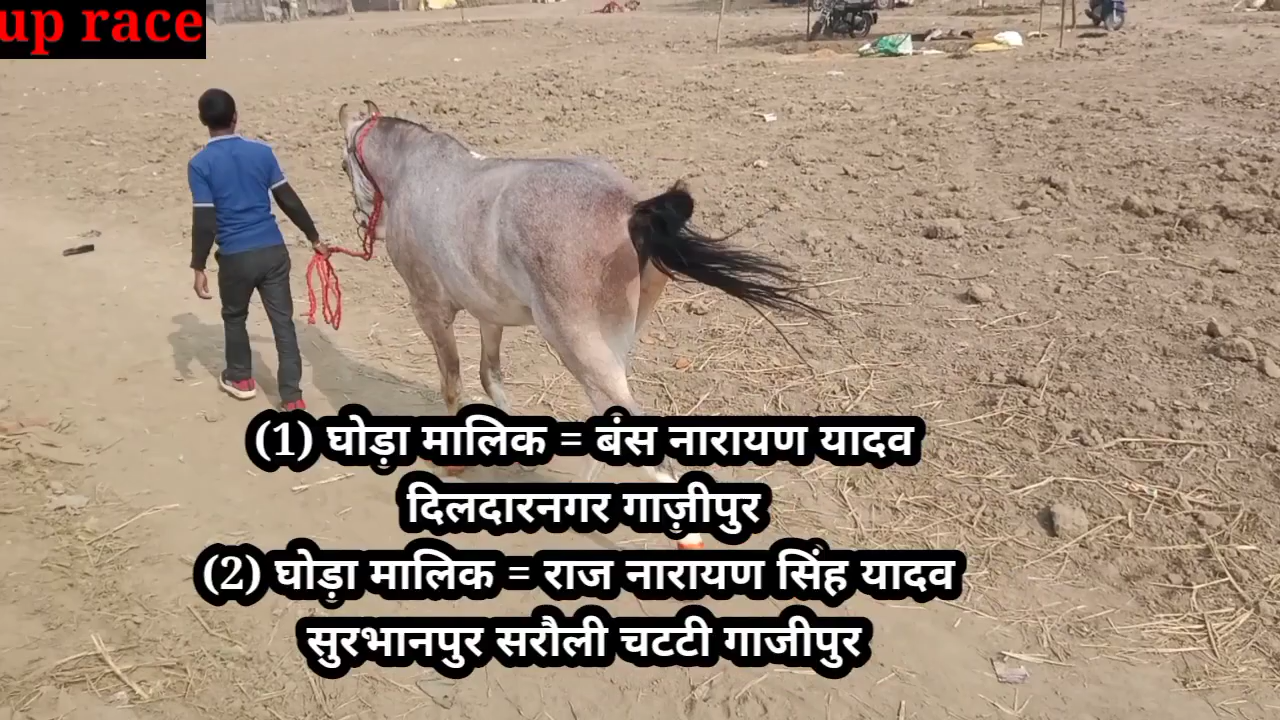 up race
(1) घोड़ा मालिक = बंस नारायण यादव
दिलदारनगर गाज़ीपुर
(2) घोड़ा मालिक = राज नारायण सिंह यादव
सुरभानपुर सरौली चटटी गाजीपुर